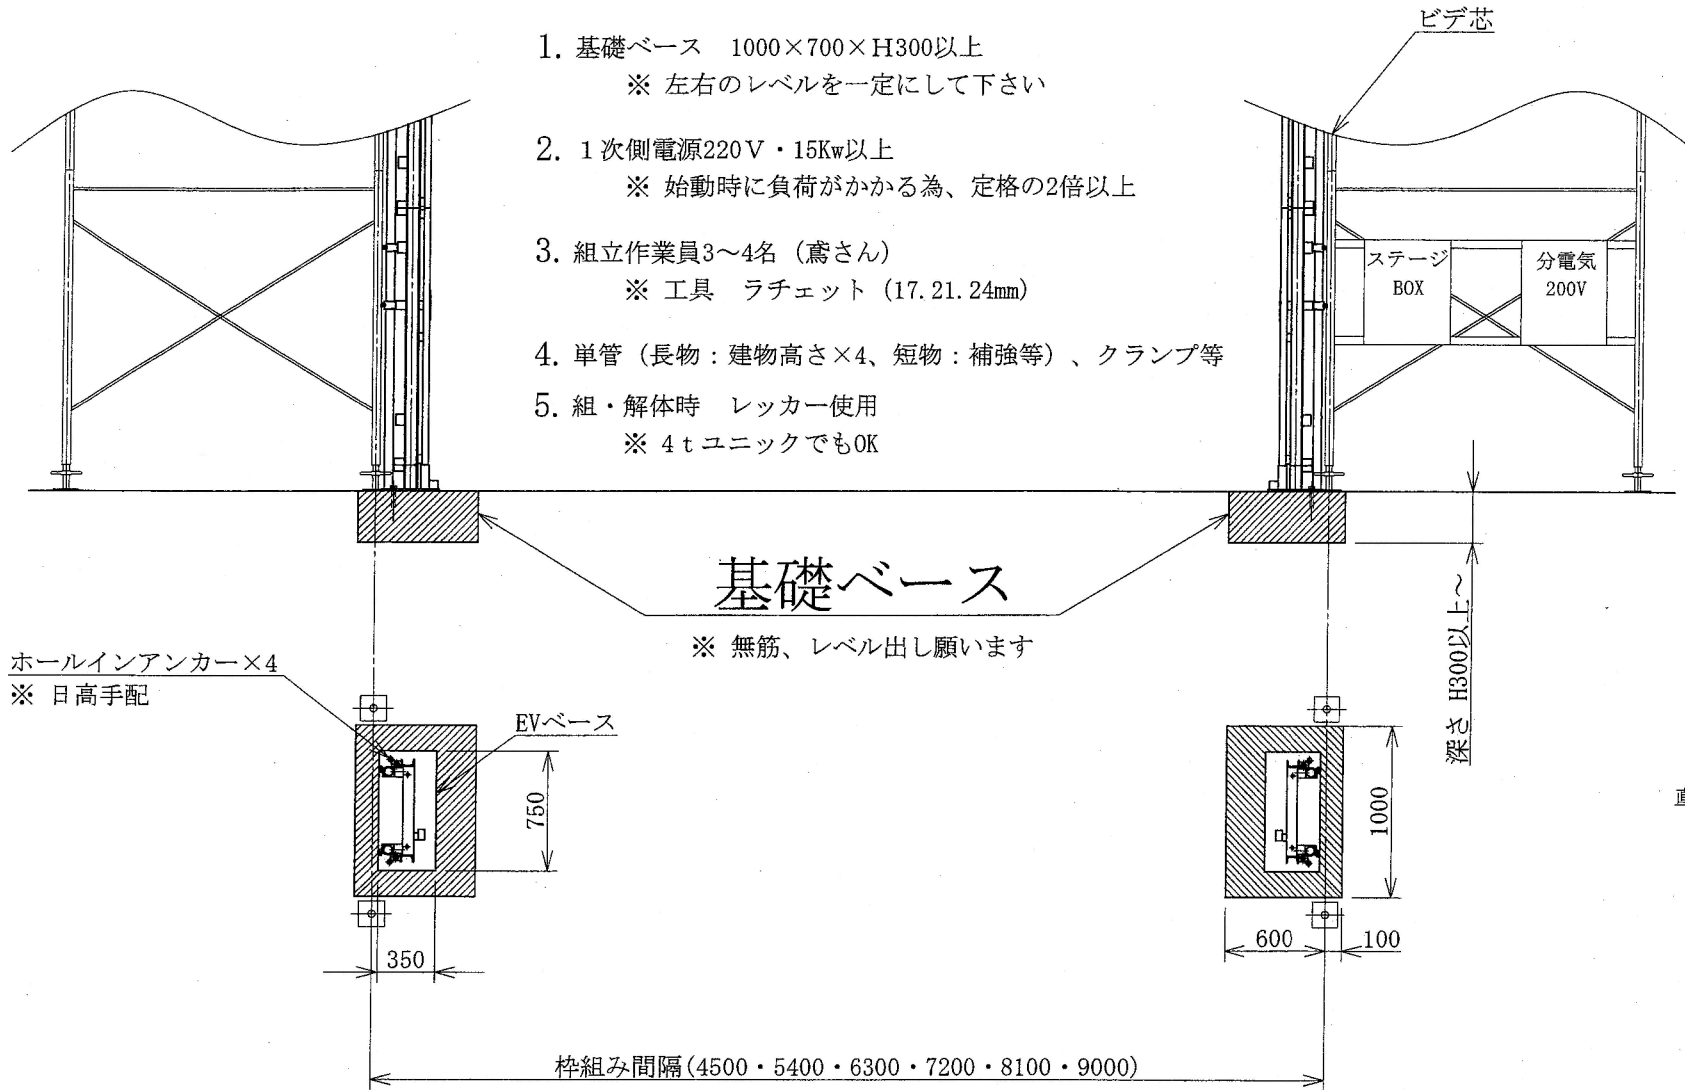 ビデ芯
1. 基礎ベース 1000×700×H300以上
※ 左右のレベルを一定にして下さい
2. 1次側電源220V・15Kw以上
※ 始動時に負荷がかかる為、定格の2倍以上
3. 組立作業員3〜4名（鳶さん）
※ 工具 ラチェット（17.21.24mm）
4. 単管（長物：建物高さ×4、短物：補強等）、クランプ等
5. 組・解体時 レッカー使用
※ 4tユニックでもOK
ステージ
BOX
分電気
200V
基礎ベース
※ 無筋、レベル出し願います
深さ H300以上〜
ホールインアンカー×4
※ 日高手配
EVベース
750
350
1000
600
100
枠組み間隔(4500・5400・6300・7200・8100・9000)